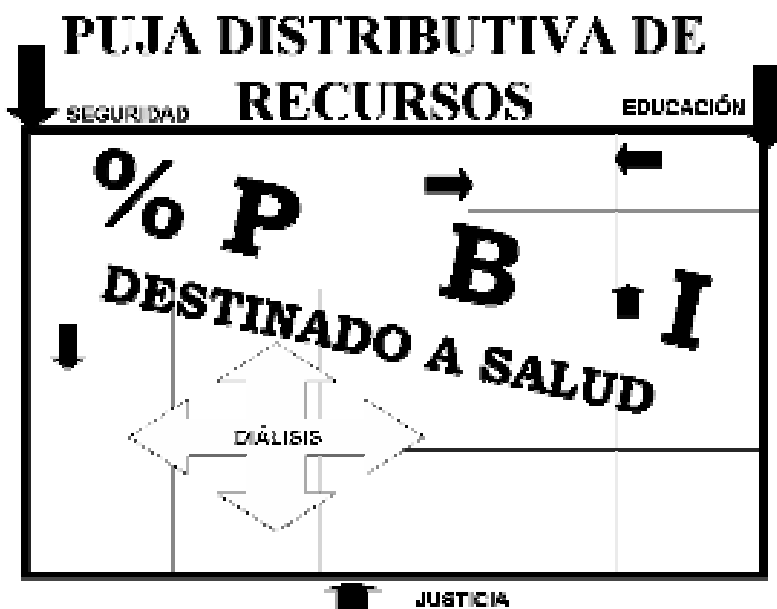 PUJA DISTRIBUTIVA DE
RECURSOS
SEGURIDAD
EDUCACIÓN
% P B I
DESTINADO A SALUD
DIÁLISIS
JUSTICIA